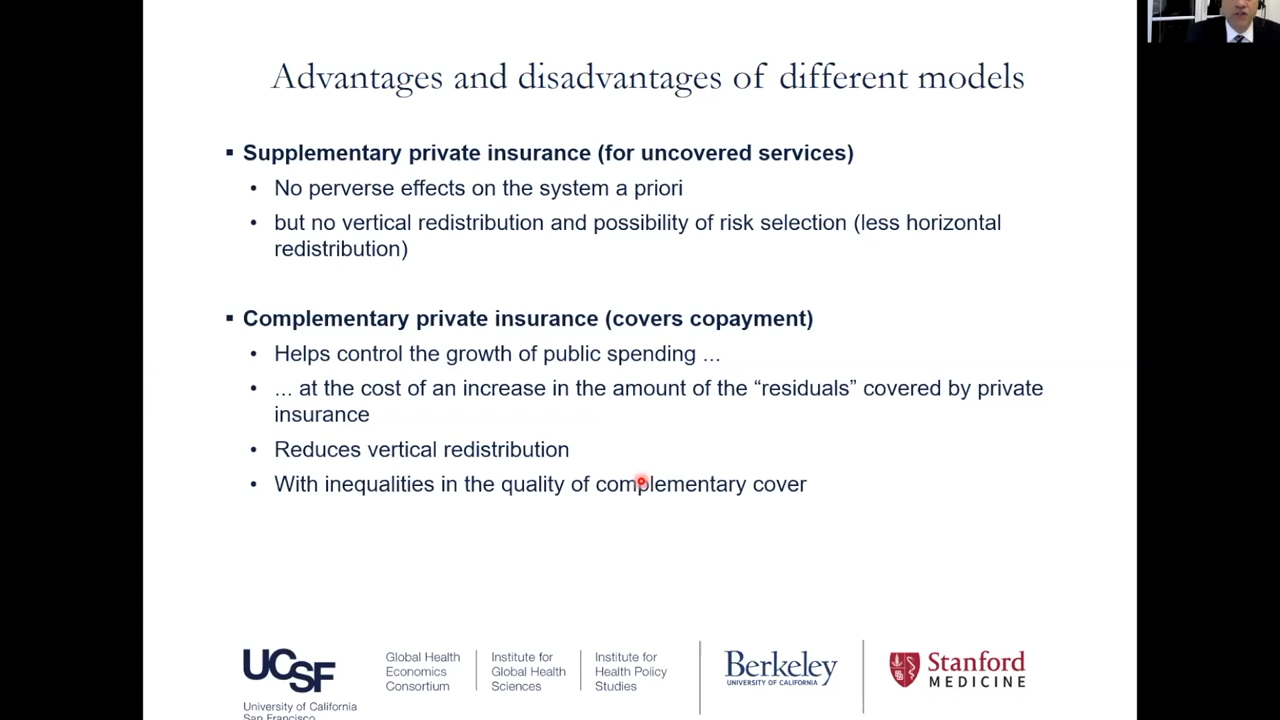 Advantages and disadvantages of different models
▪ Supplementary private insurance (for uncovered services)
• No perverse effects on the system a priori
• but no vertical redistribution and possibility of risk selection (less horizontal
redistribution)
▪ Complementary private insurance (covers copayment)
• Helps control the growth of public spending ...
• ... at the cost of an increase in the amount of the “residuals” covered by private
insurance
• Reduces vertical redistribution
• With inequalities in the quality of complementary cover
UCSF
University of California
San Francisco
Global Health
Economics
Consortium
Institute for
Global Health
Sciences
Institute for
Health Policy
Studies
Berkeley
UNIVERSITY OF CALIFORNIA
Stanford
MEDICINE